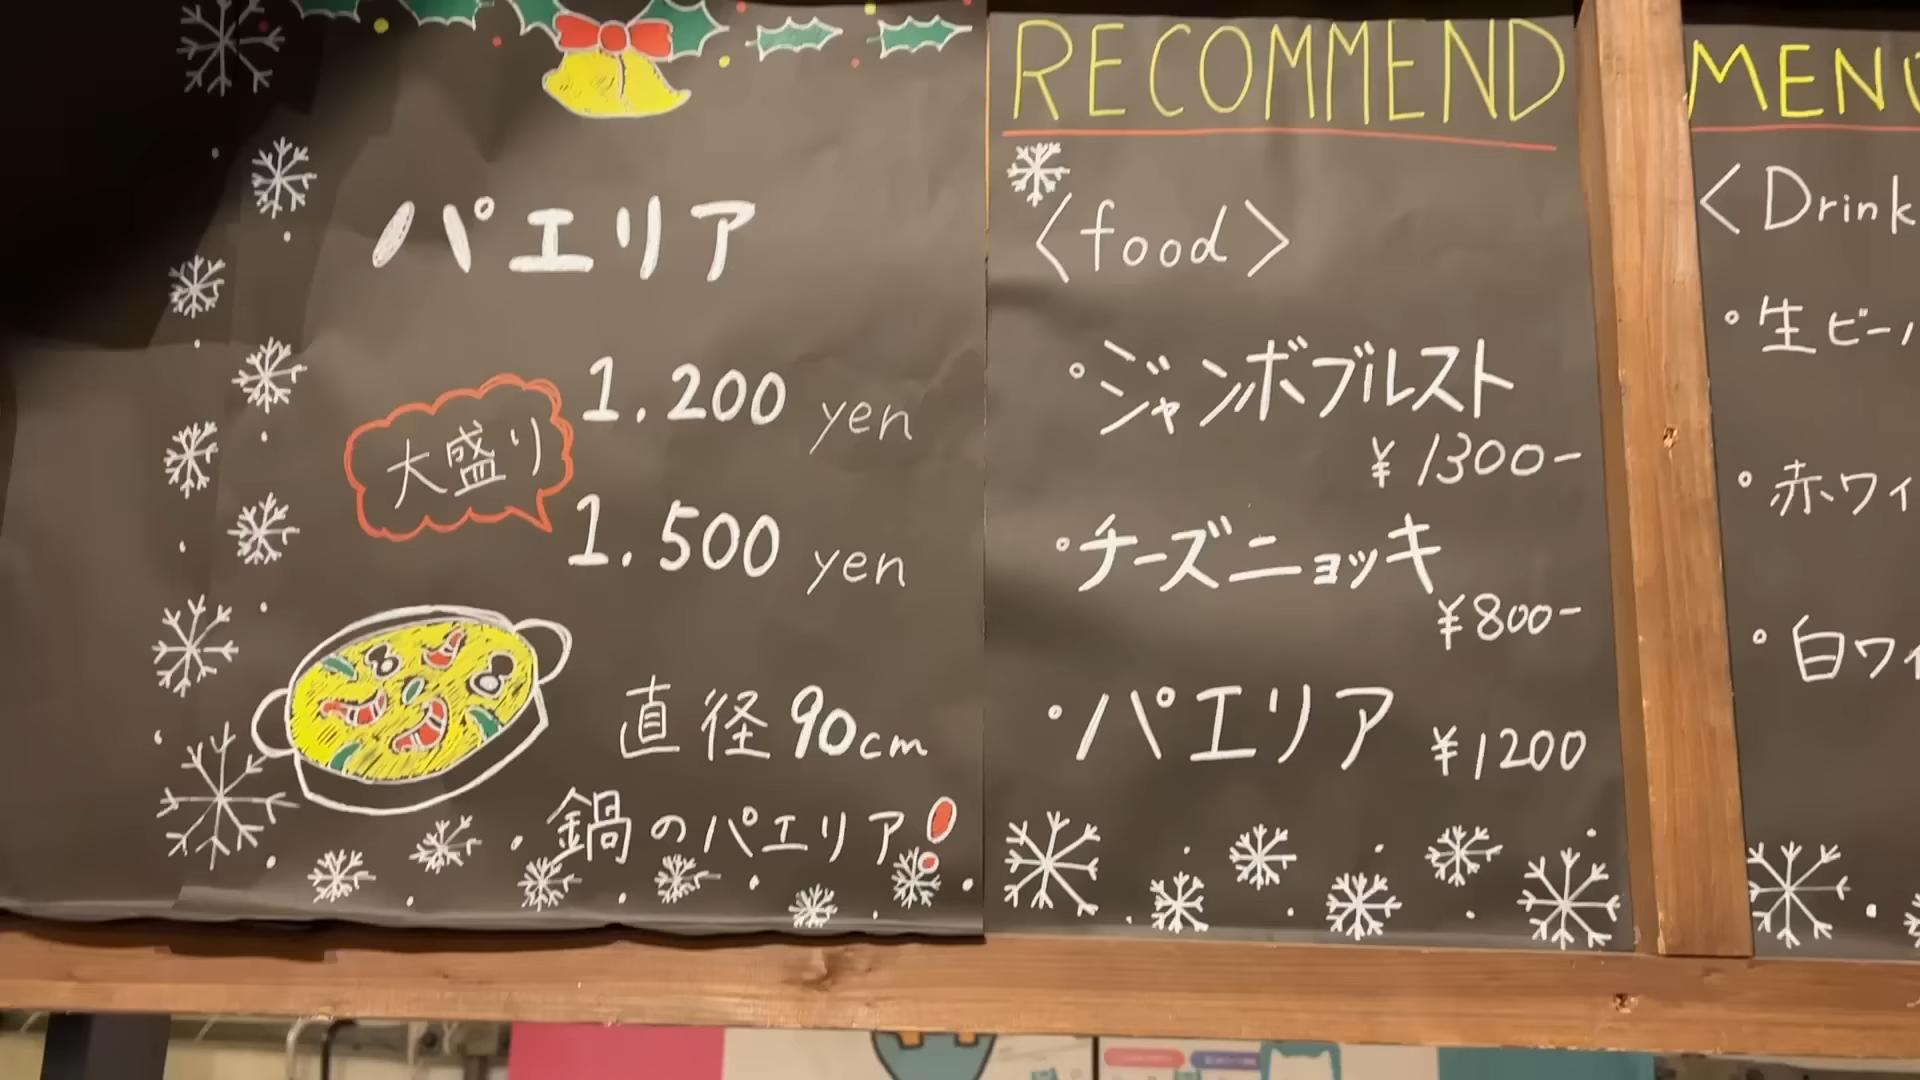 パエリア
1.200 yen
大盛り
1.500 yen
直径90cm
鍋のパエリア!
RECOMMEND
<food>
・ジャンボブルスト
¥1300-
・チーズニョッキ
¥800-
・パエリア ¥1200
MENU
<Drink
・生ビール
・赤ワイ
・白ワイ